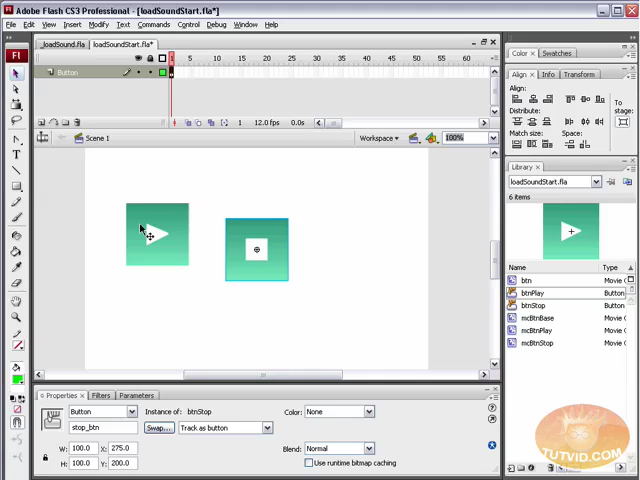 Adobe Flash CS3 Professional - [loadSoundStart.fla*]
File Edit View Insert Modify Text Commands Control Debug Window Help
_loadSound.fla loadSoundStart.fla*
1 5 10 15 20 25 30 35 40 45 50 55 60
Button
1 12.0 fps 0.0s
Scene 1 Workspace 100%
Color Swatches
Align Info Transform
Align:
To stage:
Distribute:
Match size: Space:
Library
loadSoundStart.fla
6 items
Name Type
btn Movie C
btnPlay Button
btnStop Button
mcBtnBase Movie C
mcBtnPlay Movie C
mcBtnStop Movie C
Properties Filters Parameters
Button Instance of: btnStop Color: None
stop_btn Swap... Track as button
W: 100.0 X: 275.0 Blend: Normal
H: 100.0 Y: 200.0 Use runtime bitmap caching
TUTVID.COM
Fl